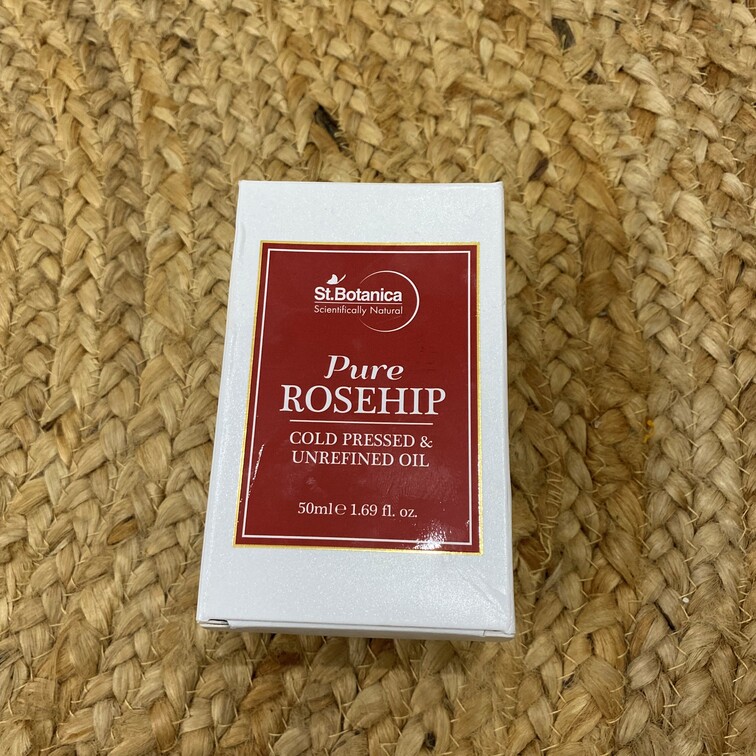 St.Botanica
Scientifically Natural
Pure
ROSEHIP
COLD PRESSED &
UNREFINED OIL
50ml℮ 1.69 fl. oz.